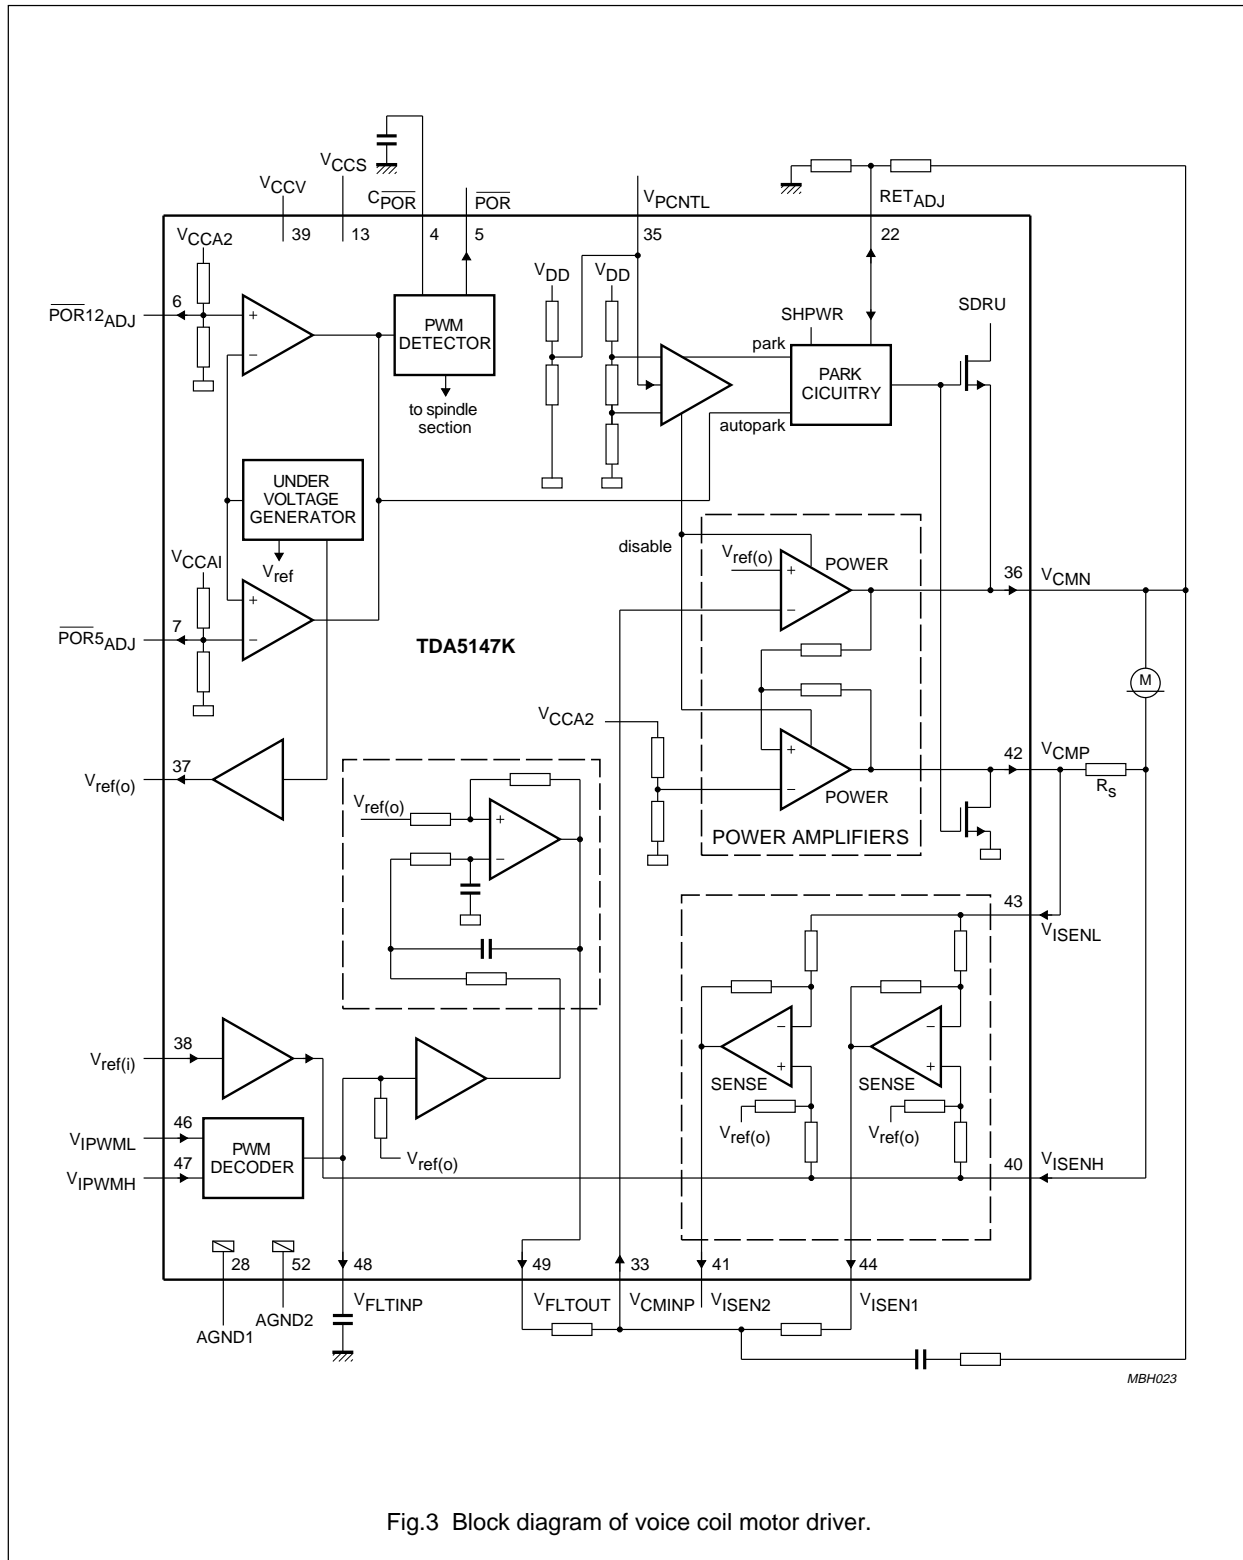 VCCV
VCCS
CPOR
POR
VPCNTL
RETADJ
39
13
4
5
35
22
VCCA2
6
POR12ADJ
+
−
PWM
DETECTOR
to spindle
section
VDD
VDD
SHPWR
park
PARK
CICUITRY
autopark
SDRU
UNDER
VOLTAGE
GENERATOR
Vref
VCCAI
7
POR5ADJ
+
−
TDA5147K
disable
Vref(o)
+
−
POWER
36
VCMN
M
VCCA2
+
−
POWER
POWER AMPLIFIERS
42
VCMP
RS
37
Vref(o)
Vref(o)
+
−
43
VISENL
−
+
SENSE
−
+
SENSE
Vref(o)
Vref(o)
40
VISENH
38
Vref(i)
46
VIPWML
47
VIPWMH
PWM
DECODER
Vref(o)
28
52
48
49
33
41
44
AGND1
AGND2
VFLTINP
VFLTOUT
VCMINP
VISEN2
VISEN1
MBH023
Fig.3 Block diagram of voice coil motor driver.